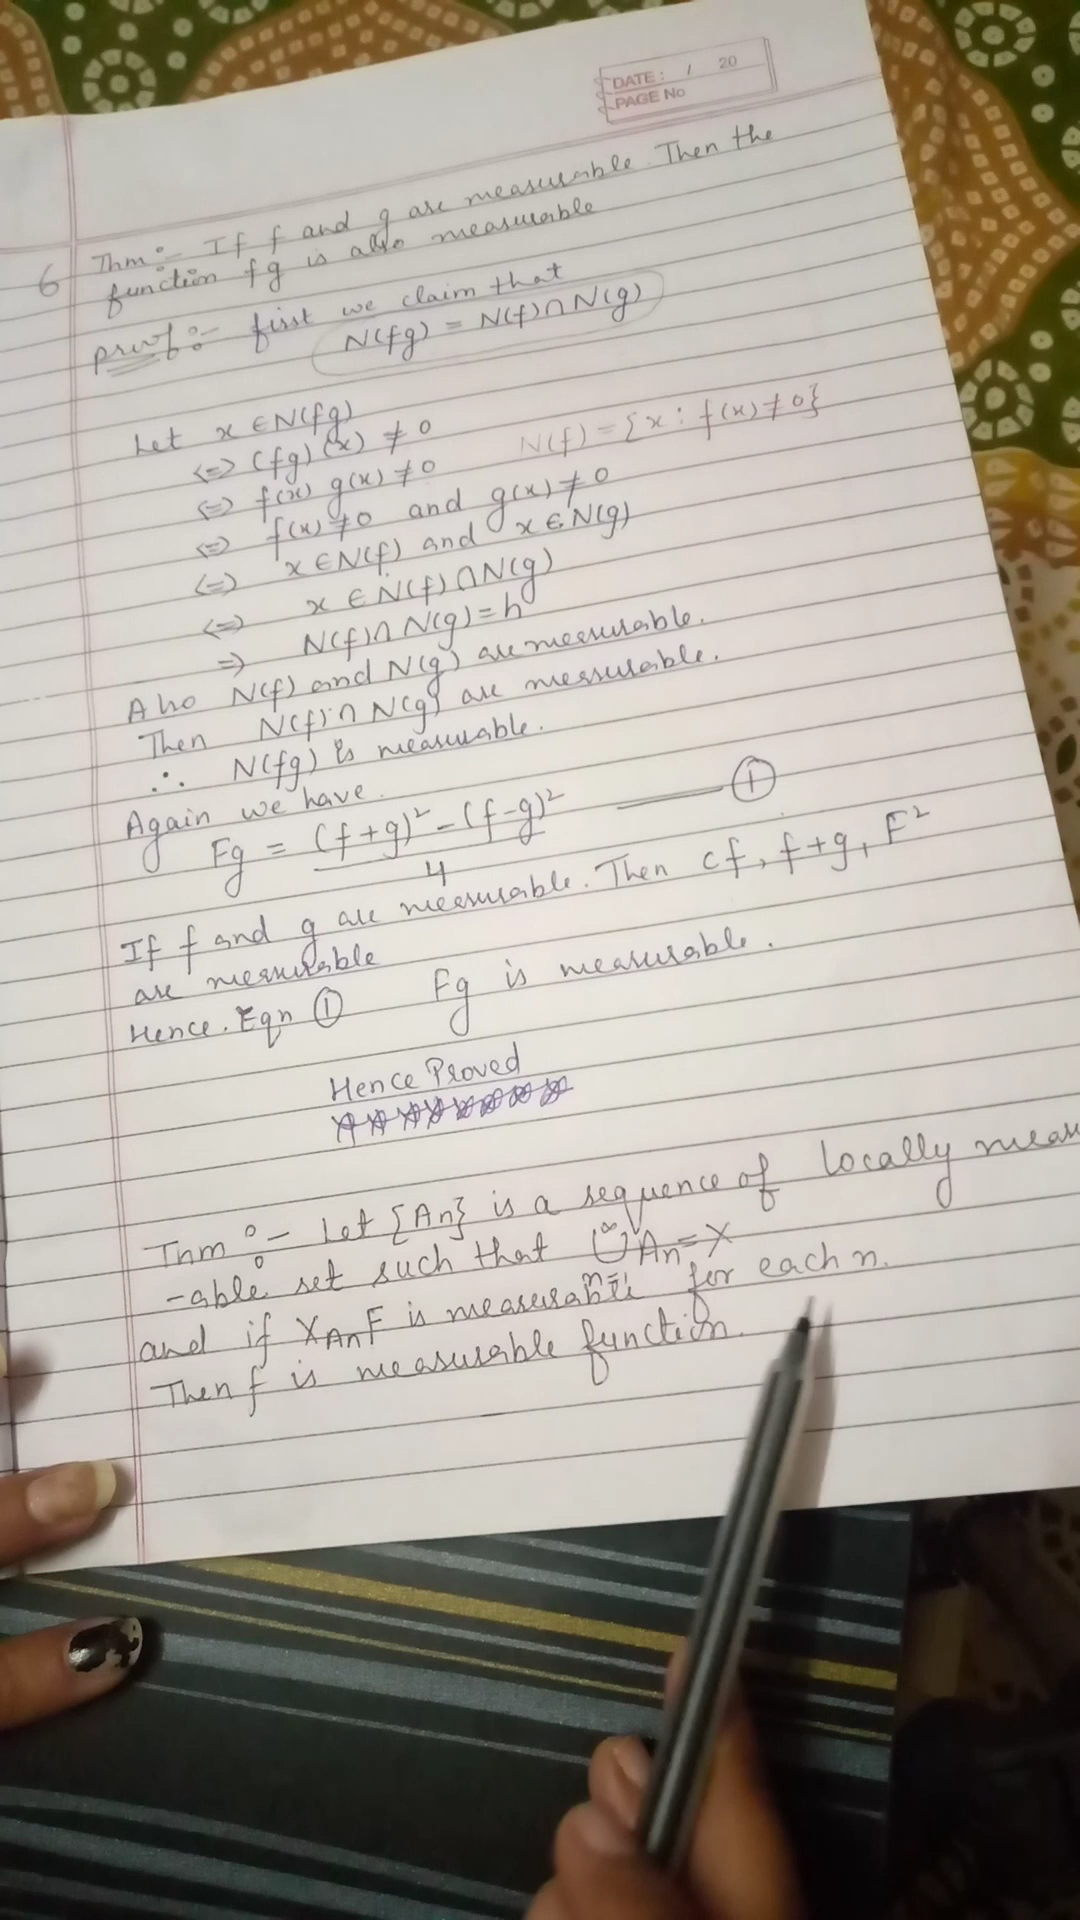 DATE: / 20
PAGE No
6 Thm:- If f and g are measurable. Then the
function fg is also measurable
proof:- first we claim that
N(fg) = N(f)∩N(g)
Let x ∈ N(fg)
⇔ (fg)(x) ≠ 0
N(f) = {x : f(x) ≠ 0}
⇔ f(x) g(x) ≠ 0
⇔ f(x) ≠ 0 and g(x) ≠ 0
⇔ x ∈ N(f) and x ∈ N(g)
⇔ x ∈ N(f) ∩ N(g)
⇒ N(f) ∩ N(g) = h
Also N(f) and N(g) are measurable.
Then N(f) ∩ N(g) are measurable.
∴ N(fg) is measurable.
Again we have.
Fg = (f+g)² - (f-g)² / 4 —— ①
If f and g are measurable. Then cf, f+g, F²
are measurable
Hence. Eqn ① Fg is measurable.
Hence Proved
Thm :- Let {An} is a sequence of locally meas
-able set such that ∞∪n=1 An = X
and if XAn F is measurable for each n.
Then f is measurable function.